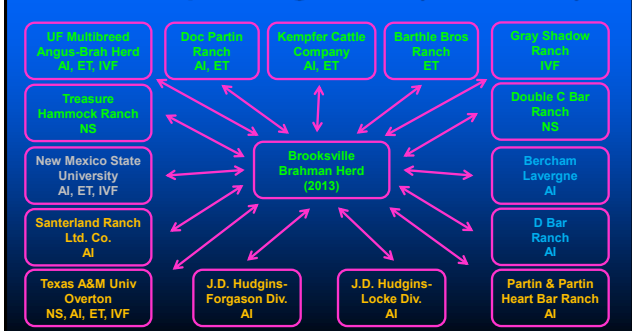 UF Multibreed
Angus-Brah Herd
AI, ET, IVF
Doc Partin
Ranch
AI, ET
Kempfer Cattle
Company
AI, ET
Barthle Bros
Ranch
ET
Gray Shadow
Ranch
IVF
Treasure
Hammock Ranch
NS
Double C Bar
Ranch
NS
New Mexico State
University
AI, ET, IVF
Brooksville
Brahman Herd
(2013)
Bercham
Lavergne
AI
Santerland Ranch
Ltd. Co.
AI
D Bar
Ranch
AI
Texas A&M Univ
Overton
NS, AI, ET, IVF
J.D. Hudgins-
Forgason Div.
AI
J.D. Hudgins-
Locke Div.
AI
Partin & Partin
Heart Bar Ranch
AI